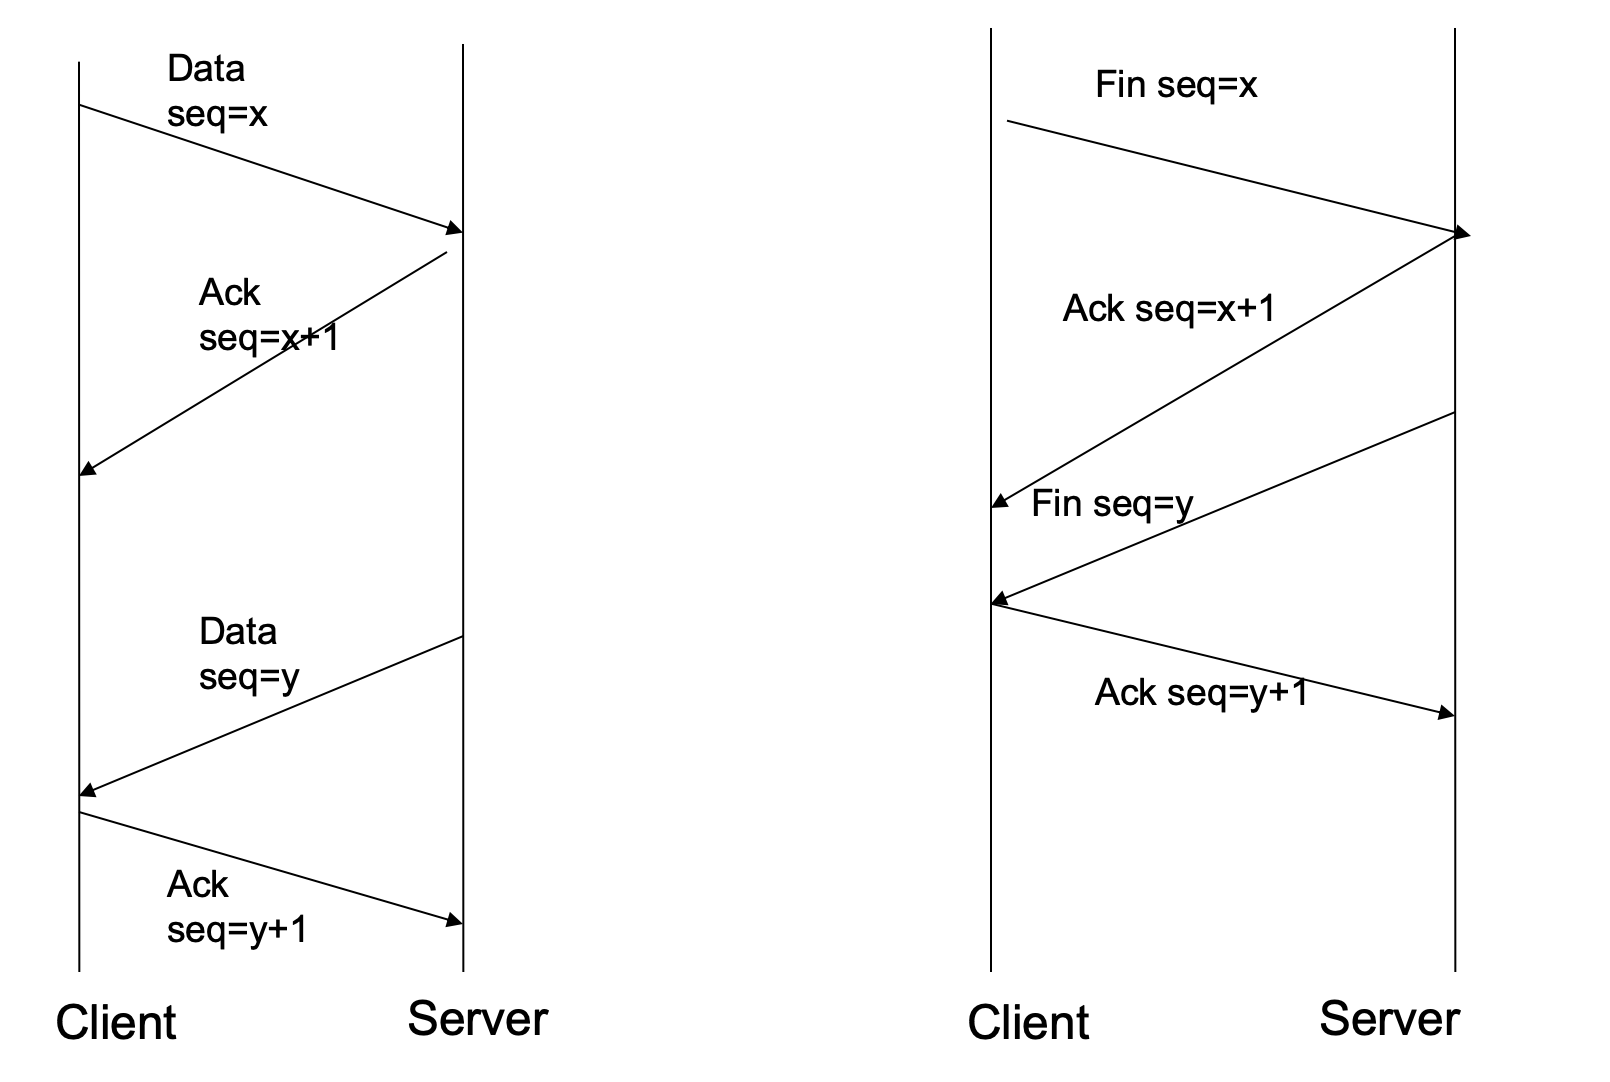 Data
seq=x
Ack
seq=x+1
Data
seq=y
Ack
seq=y+1
Client
Server
Fin seq=x
Ack seq=x+1
Fin seq=y
Ack seq=y+1
Client
Server